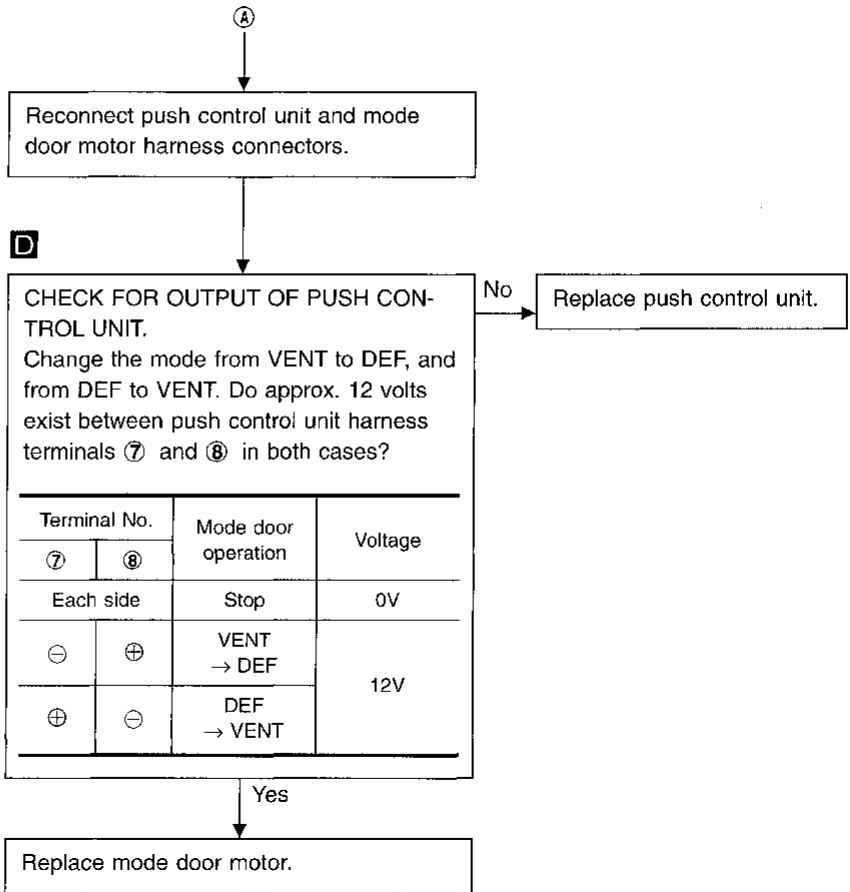 Ⓐ
Reconnect push control unit and mode
door motor harness connectors.
D
CHECK FOR OUTPUT OF PUSH CON-
TROL UNIT.
Change the mode from VENT to DEF, and
from DEF to VENT. Do approx. 12 volts
exist between push control unit harness
terminals ⑦ and ⑧ in both cases?
No
Replace push control unit.
Terminal No.
Mode door
operation
Voltage
⑦ ⑧
Each side Stop 0V
⊖ ⊕ VENT
→ DEF
12V
⊕ ⊖ DEF
→ VENT
Yes
Replace mode door motor.